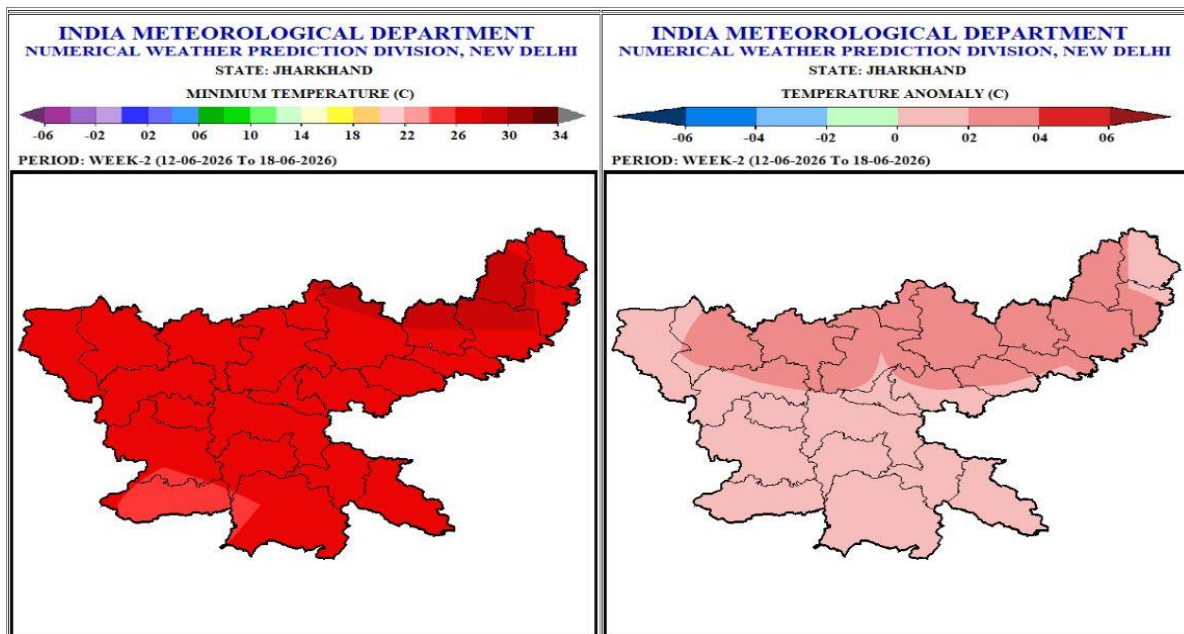 INDIA METEOROLOGICAL DEPARTMENT
NUMERICAL WEATHER PREDICTION DIVISION, NEW DELHI
STATE: JHARKHAND
MINIMUM TEMPERATURE (C)
-06 -02 02 06 10 14 18 22 26 30 34
PERIOD: WEEK-2 (12-06-2026 To 18-06-2026)
INDIA METEOROLOGICAL DEPARTMENT
NUMERICAL WEATHER PREDICTION DIVISION, NEW DELHI
STATE: JHARKHAND
TEMPERATURE ANOMALY (C)
-06 -04 -02 0 02 04 06
PERIOD: WEEK-2 (12-06-2026 To 18-06-2026)